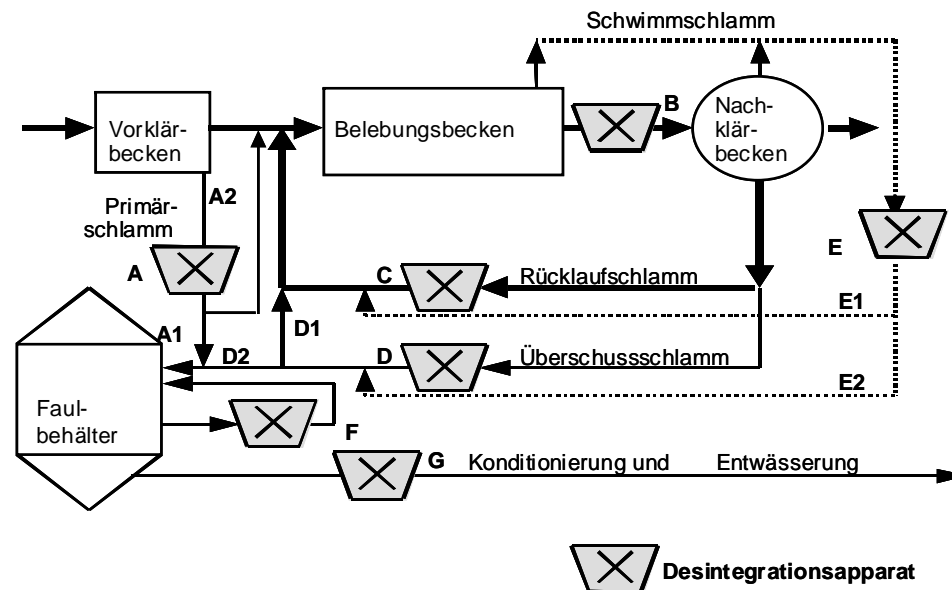 Schwimmschlamm
Vorklär-
becken
Belebungsbecken
B
Nach-
klär-
becken
A2
Primär-
schlamm
A
E
C
Rücklaufschlamm
E1
A1
D1
D2
D
Überschussschlamm
E2
Faul-
behälter
F
G
Konditionierung und Entwässerung
Desintegrationsapparat